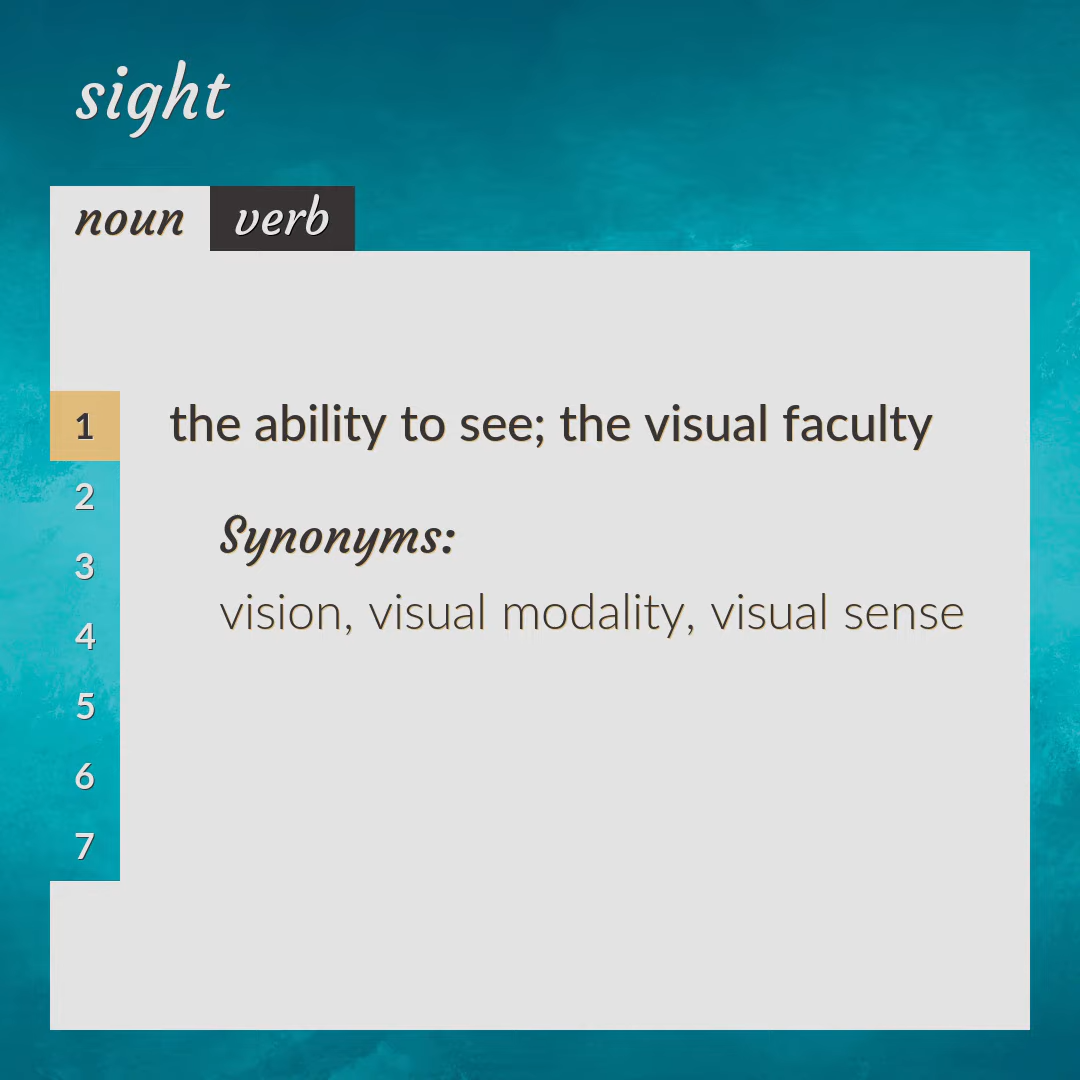 sight
noun verb
1 the ability to see; the visual faculty
2
Synonyms:
3
vision, visual modality, visual sense
4
5
6
7